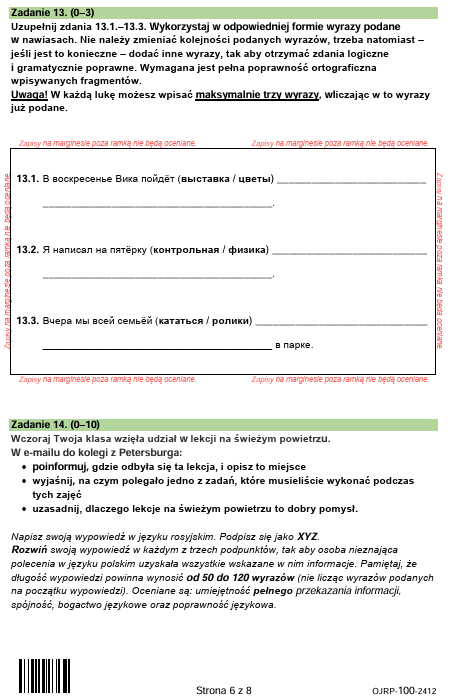 Zadanie 13. (0–3)
Uzupełnij zdania 13.1.–13.3. Wykorzystaj w odpowiedniej formie wyrazy podane
w nawiasach. Nie należy zmieniać kolejności podanych wyrazów, trzeba natomiast –
jeśli jest to konieczne – dodać inne wyrazy, tak aby otrzymać zdania logiczne
i gramatycznie poprawne. Wymagana jest pełna poprawność ortograficzna
wpisywanych fragmentów.
Uwaga! W każdą lukę możesz wpisać maksymalnie trzy wyrazy, wliczając w to wyrazy
już podane.
Zapisy na marginesie poza ramką nie będą oceniane. Zapisy na marginesie poza ramką nie będą oceniane.
Zapisy na marginesie poza ramką nie będą oceniane.
Zapisy na marginesie poza ramką nie będą oceniane.
13.1. В воскресенье Вика пойдёт (выставка / цветы) ______________________
__________________________________.
13.2. Я написал на пятёрку (контрольная / физика) ______________________
__________________________________.
13.3. Вчера мы всей семьёй (кататься / ролики) ______________________
__________________________________ в парке.
Zapisy na marginesie poza ramką nie będą oceniane. Zapisy na marginesie poza ramką nie będą oceniane.
Zadanie 14. (0–10)
Wczoraj Twoja klasa wzięła udział w lekcji na świeżym powietrzu.
W e-mailu do kolegi z Petersburga:
• poinformuj, gdzie odbyła się ta lekcja, i opisz to miejsce
• wyjaśnij, na czym polegało jedno z zadań, które musieliście wykonać podczas
tych zajęć
• uzasadnij, dlaczego lekcje na świeżym powietrzu to dobry pomysł.
Napisz swoją wypowiedź w języku rosyjskim. Podpisz się jako XYZ.
Rozwiń swoją wypowiedź w każdym z trzech podpunktów, tak aby osoba nieznająca
polecenia w języku polskim uzyskała wszystkie wskazane w nim informacje. Pamiętaj, że
długość wypowiedzi powinna wynosić od 50 do 120 wyrazów (nie licząc wyrazów podanych
na początku wypowiedzi). Oceniane są: umiejętność pełnego przekazania informacji,
spójność, bogactwo językowe oraz poprawność językowa.
Strona 6 z 8
OJRP-100-2412